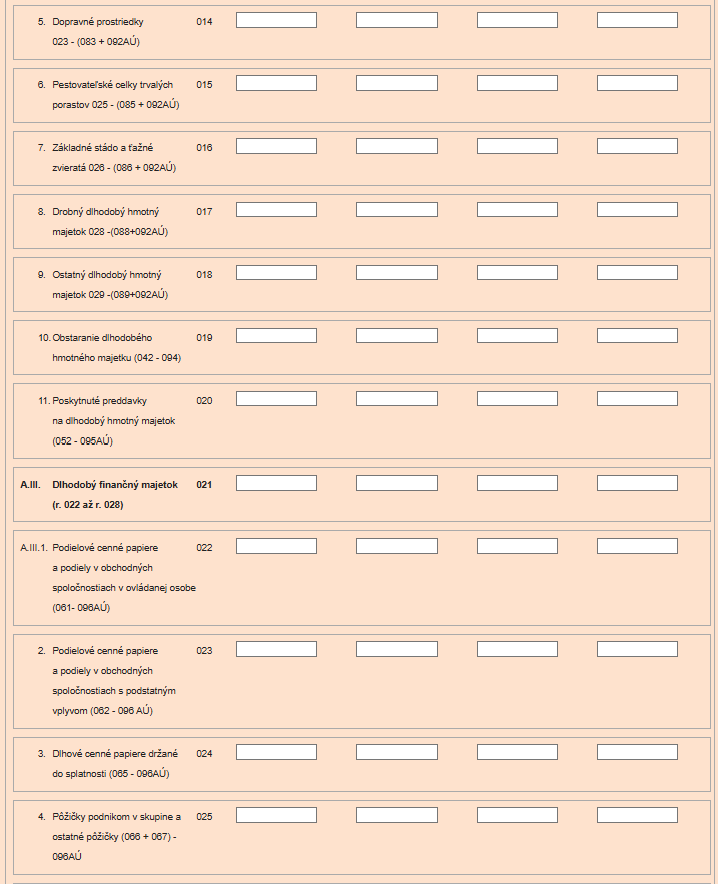 5. Dopravné prostriedky 014
023 - (083 + 092AÚ)
6. Pestovateľské celky trvalých 015
porastov 025 - (085 + 092AÚ)
7. Základné stádo a ťažné 016
zvieratá 026 - (086 + 092AÚ)
8. Drobný dlhodobý hmotný 017
majetok 028 -(088+092AÚ)
9. Ostatný dlhodobý hmotný 018
majetok 029 -(089+092AÚ)
10. Obstaranie dlhodobého 019
hmotného majetku (042 - 094)
11. Poskytnuté preddavky 020
na dlhodobý hmotný majetok
(052 - 095AÚ)
A.III. Dlhodobý finančný majetok 021
(r. 022 až r. 028)
A.III.1. Podielové cenné papiere 022
a podiely v obchodných
spoločnostiach v ovládanej osobe
(061- 096AÚ)
2. Podielové cenné papiere 023
a podiely v obchodných
spoločnostiach s podstatným
vplyvom (062 - 096 AÚ)
3. Dlhové cenné papiere držané 024
do splatnosti (065 - 096AÚ)
4. Pôžičky podnikom v skupine a 025
ostatné pôžičky (066 + 067) -
096AÚ